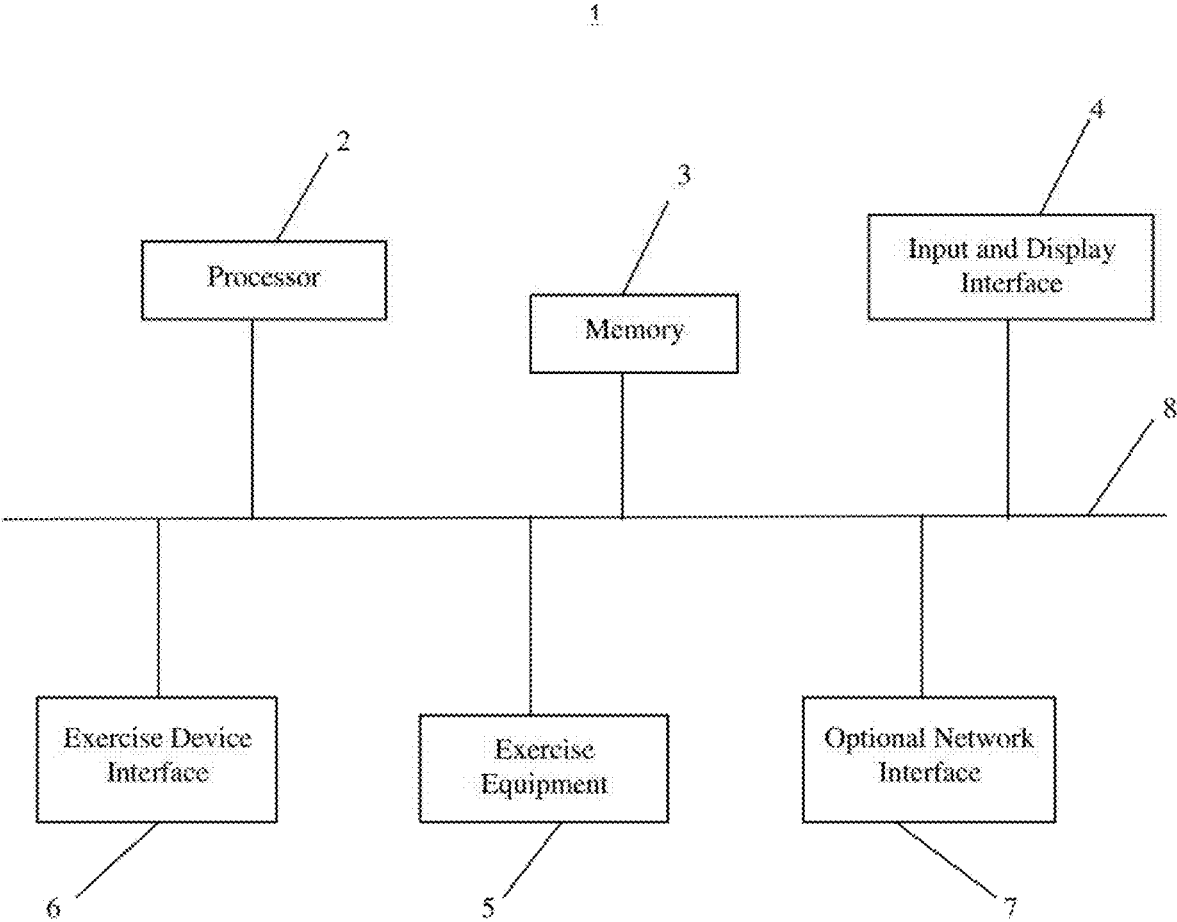 1
2
3
4
Processor
Memory
Input and Display
Interface
8
Exercise Device
Interface
Exercise
Equipment
Optional Network
Interface
6
5
7